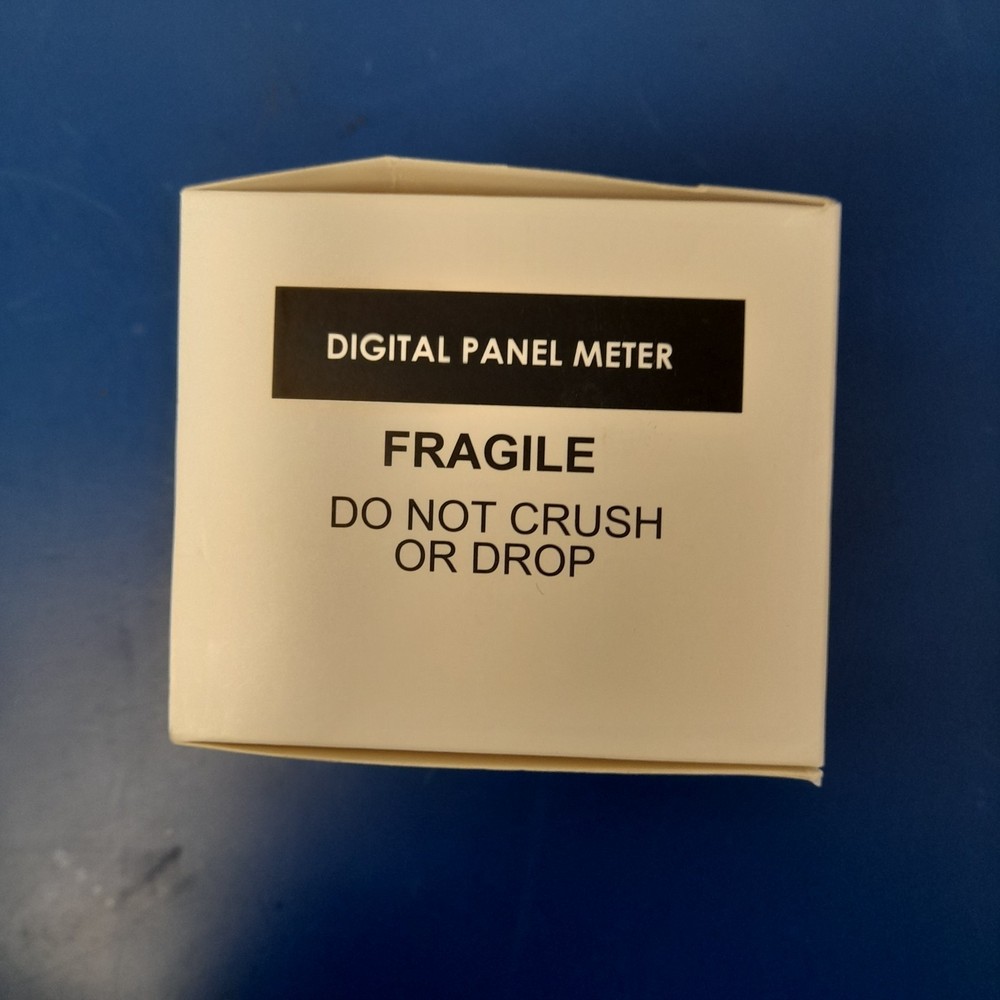 DIGITAL PANEL METER
FRAGILE
DO NOT CRUSH
OR DROP